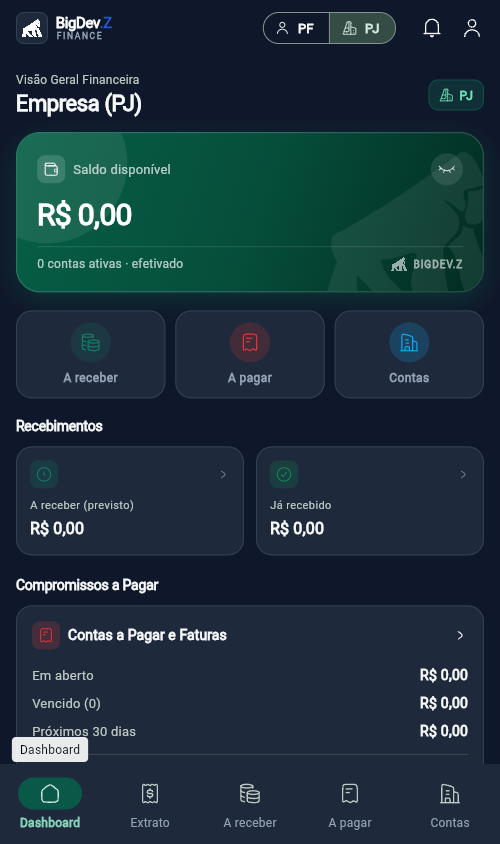 BigDev.Z
FINANCE
PF
PJ
Visão Geral Financeira
Empresa (PJ)
PJ
Saldo disponível
R$ 0,00
0 contas ativas · efetivado
BIGDEV.Z
A receber
A pagar
Contas
Recebimentos
A receber (previsto)
R$ 0,00
Já recebido
R$ 0,00
Compromissos a Pagar
Contas a Pagar e Faturas
Em aberto R$ 0,00
Vencido (0) R$ 0,00
Próximos 30 dias R$ 0,00
Dashboard
Dashboard
Extrato
A receber
A pagar
Contas